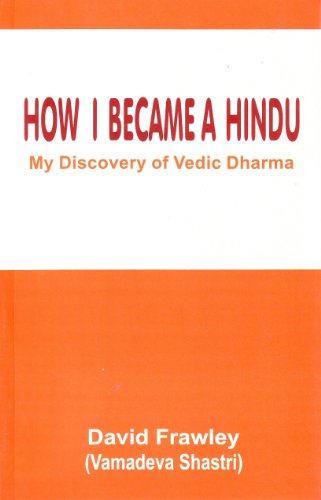 HOW I BECAME A HINDU
My Discovery of Vedic Dharma
David Frawley
(Vamadeva Shastri)